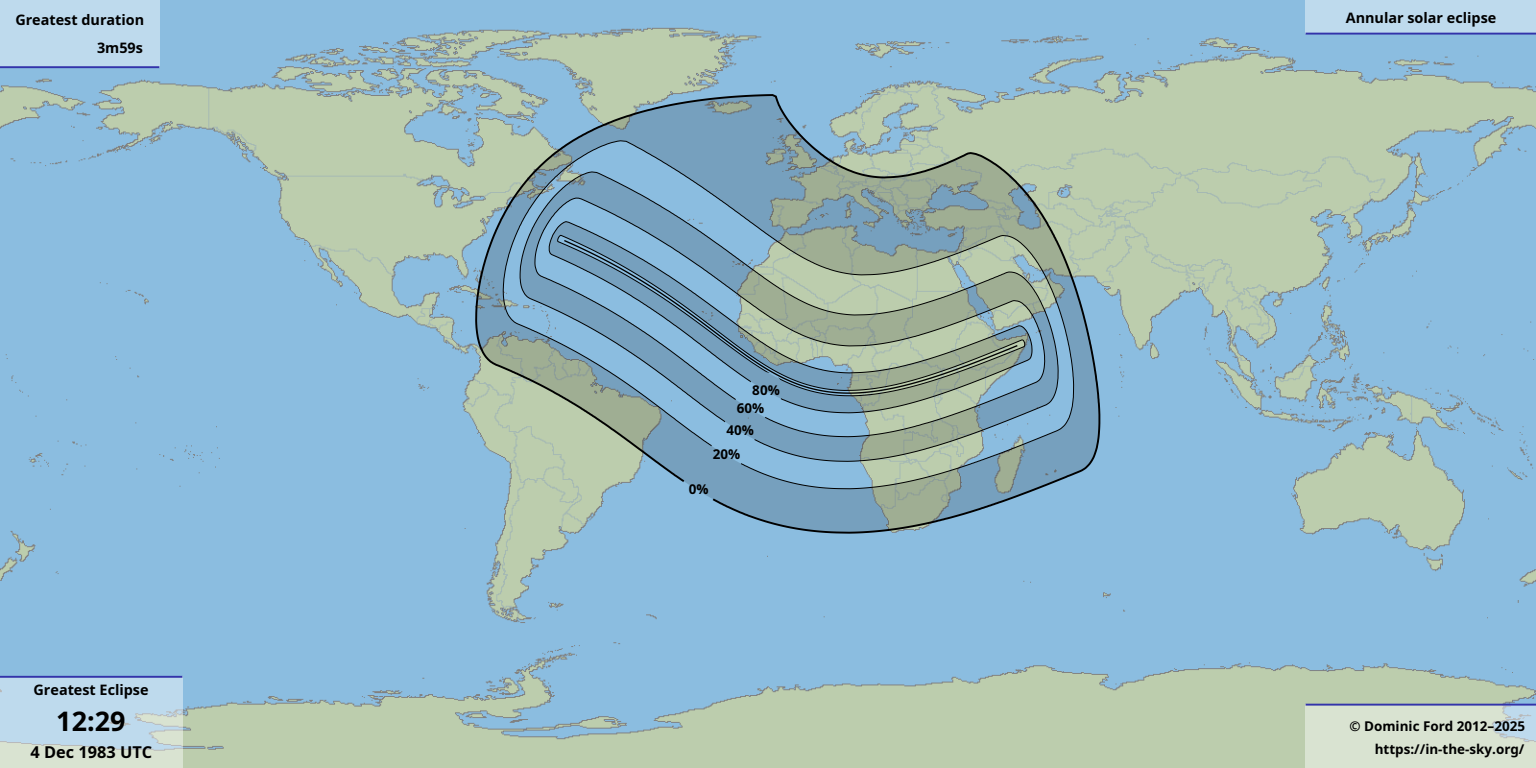 Greatest duration
3m59s
Annular solar eclipse
80%
60%
40%
20%
0%
Greatest Eclipse
12:29
4 Dec 1983 UTC
© Dominic Ford 2012–2025
https://in-the-sky.org/